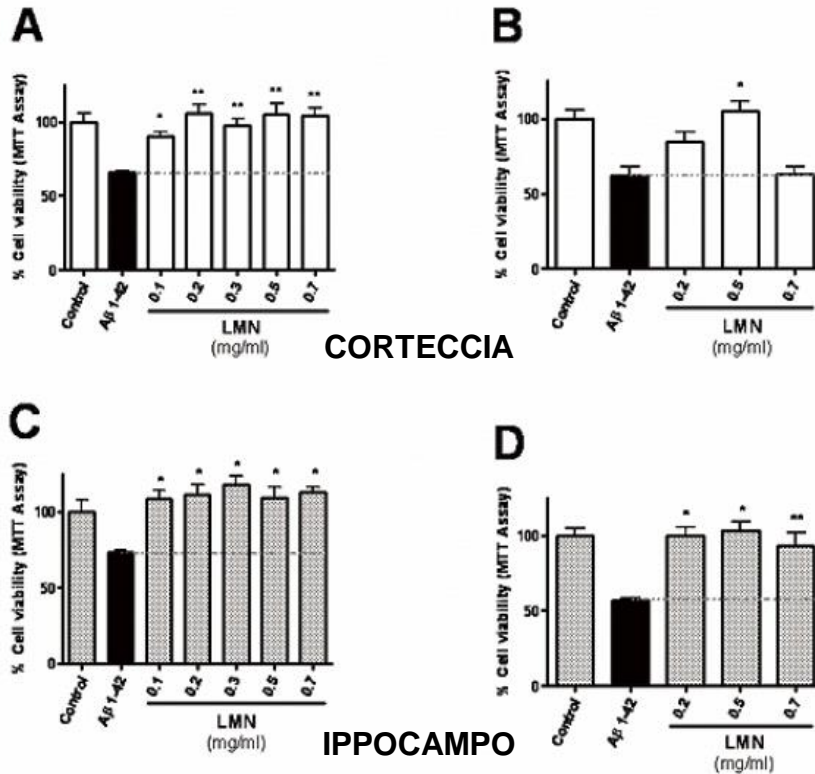 A
% Cell viability (MTT Assay)
100
50
0
* ** ** ** **
Control Aβ 1-42 0.1 0.2 0.3 0.5 0.7
LMN
(mg/ml)
B
% Cell viability (MTT Assay)
100
50
0
*
Control Aβ 1-42 0.2 0.5 0.7
LMN
(mg/ml)
CORTECCIA
C
% Cell viability (MTT Assay)
100
50
0
* * * * *
Control Aβ 1-42 0.1 0.2 0.3 0.5 0.7
LMN
(mg/ml)
D
% Cell viability (MTT Assay)
100
50
0
* * **
Control Aβ 1-42 0.2 0.5 0.7
LMN
(mg/ml)
IPPOCAMPO